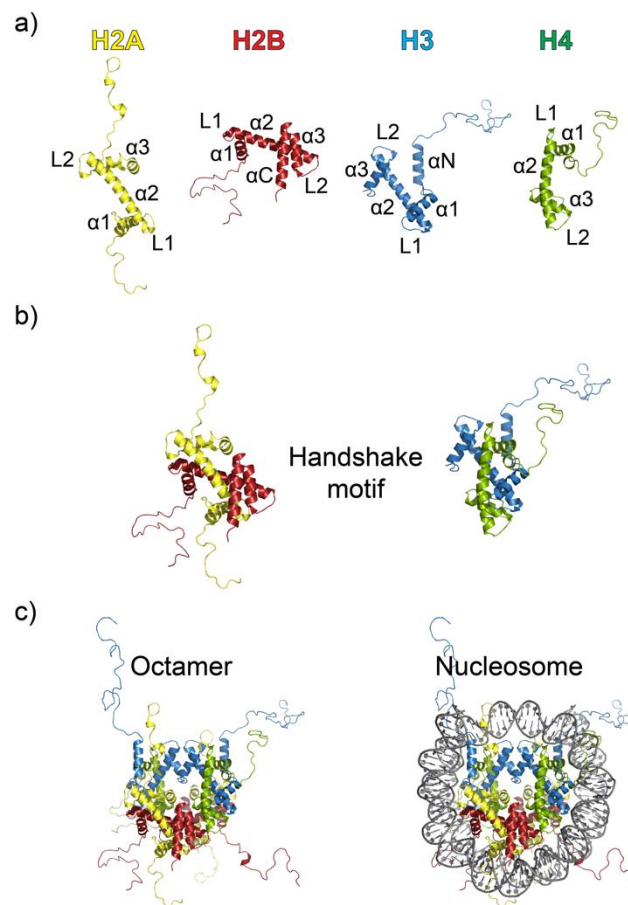 a)
H2A H2B H3 H4
L2 α3 α2 α1 L1
L1 α2 α3 α1 αC L2
L2 αN α3 α2 α1 L1
L1 α1 α2 α3 L2
b)
Handshake
motif
c)
Octamer Nucleosome